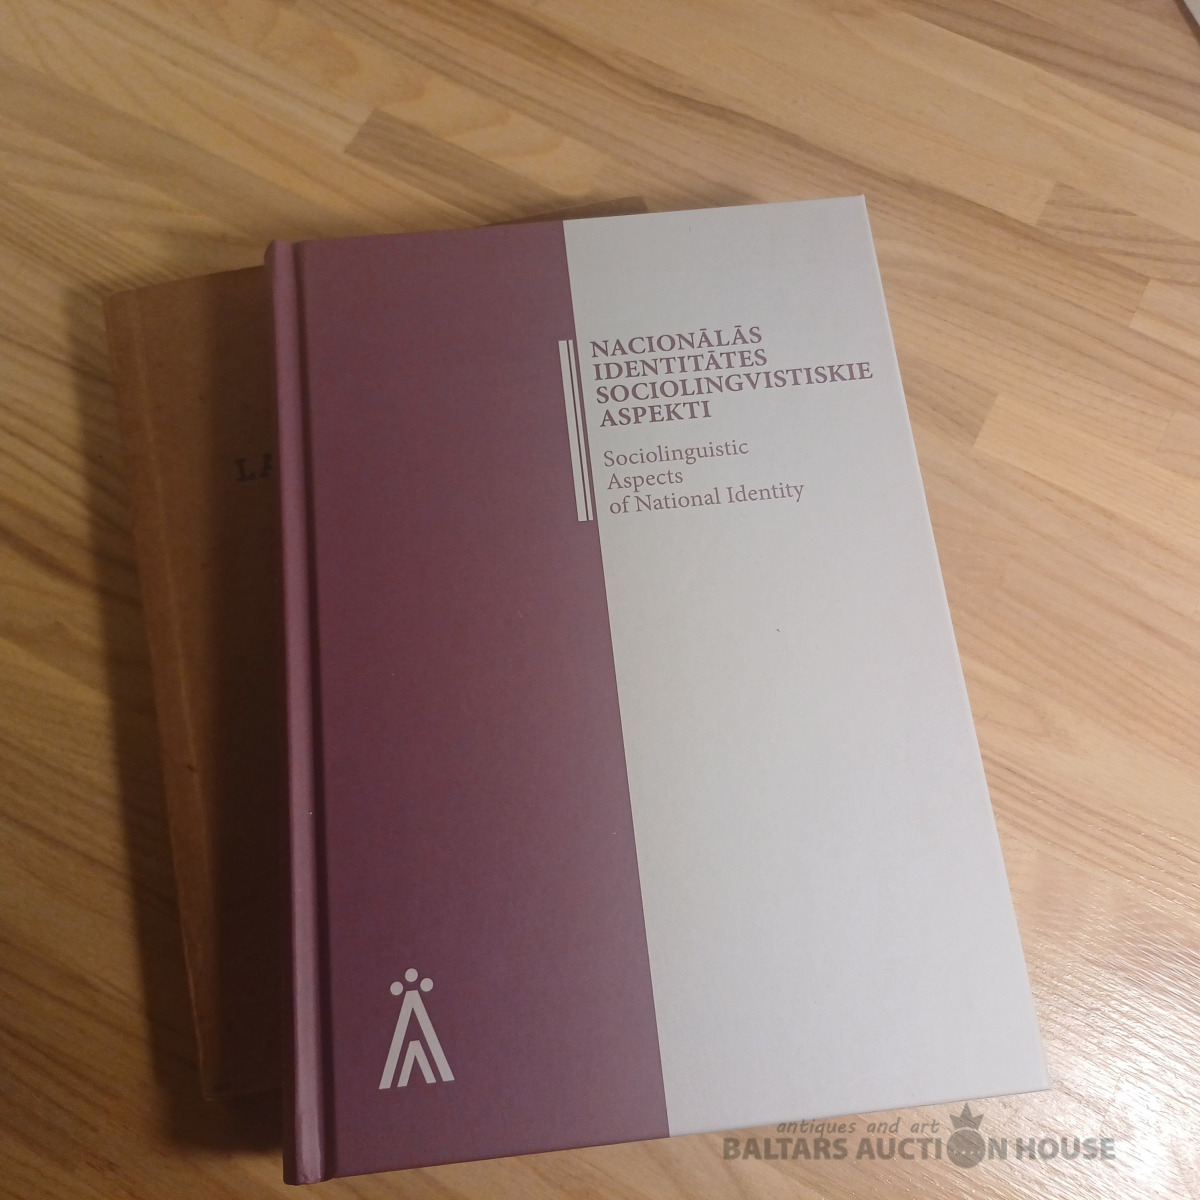 NACIONĀLĀS
IDENTITĀTES
SOCIOLINGVISTISKIE
ASPEKTI
Sociolinguistic
Aspects
of National Identity
antiques and art
BALTARS AUCTION HOUSE